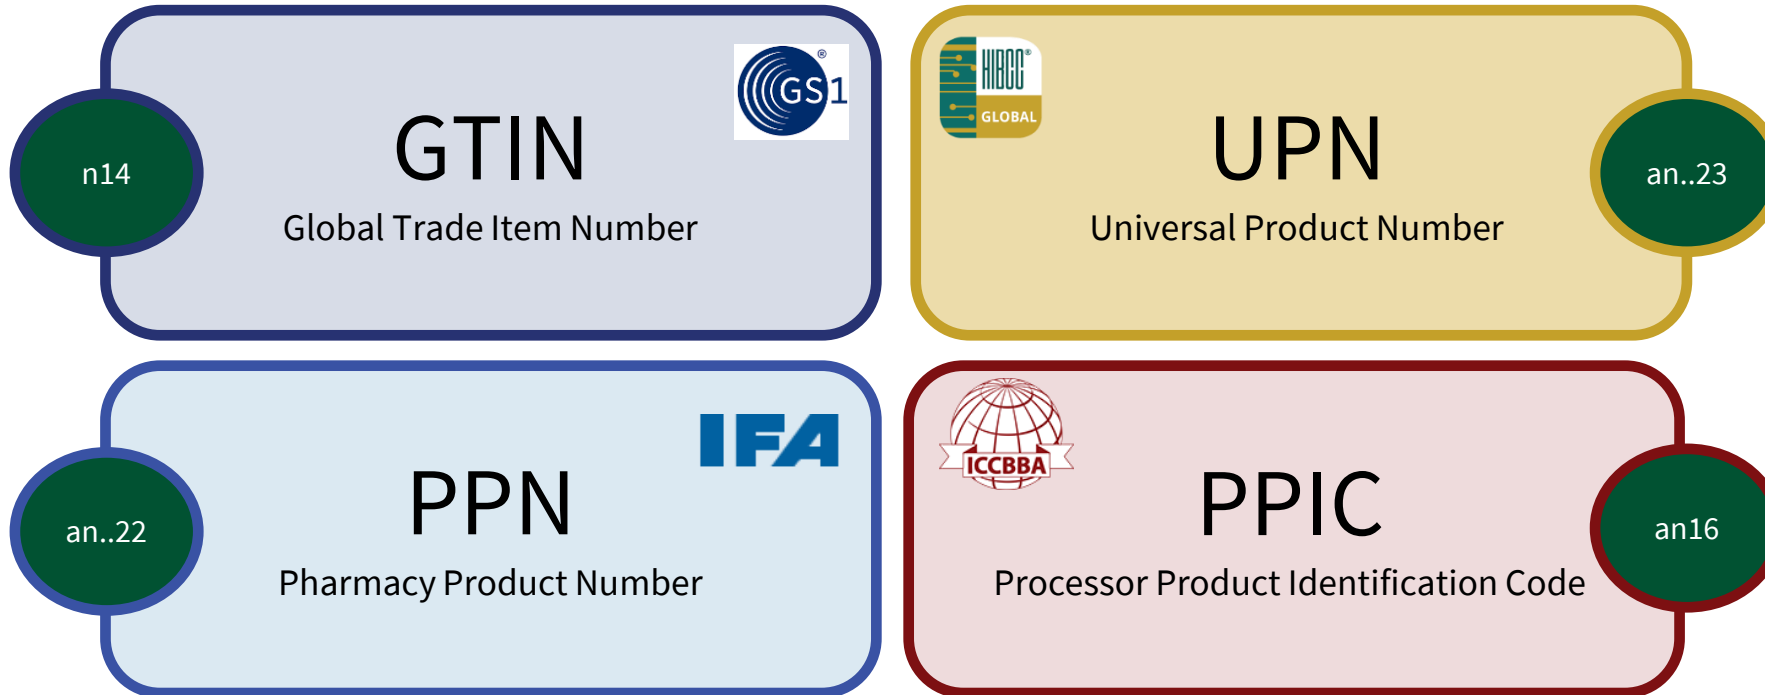 GS1
®
n14
GTIN
Global Trade Item Number
HIBCC®
GLOBAL
UPN
Universal Product Number
an..23
IFA
an..22
PPN
Pharmacy Product Number
ICCBBA
PPIC
Processor Product Identification Code
an16